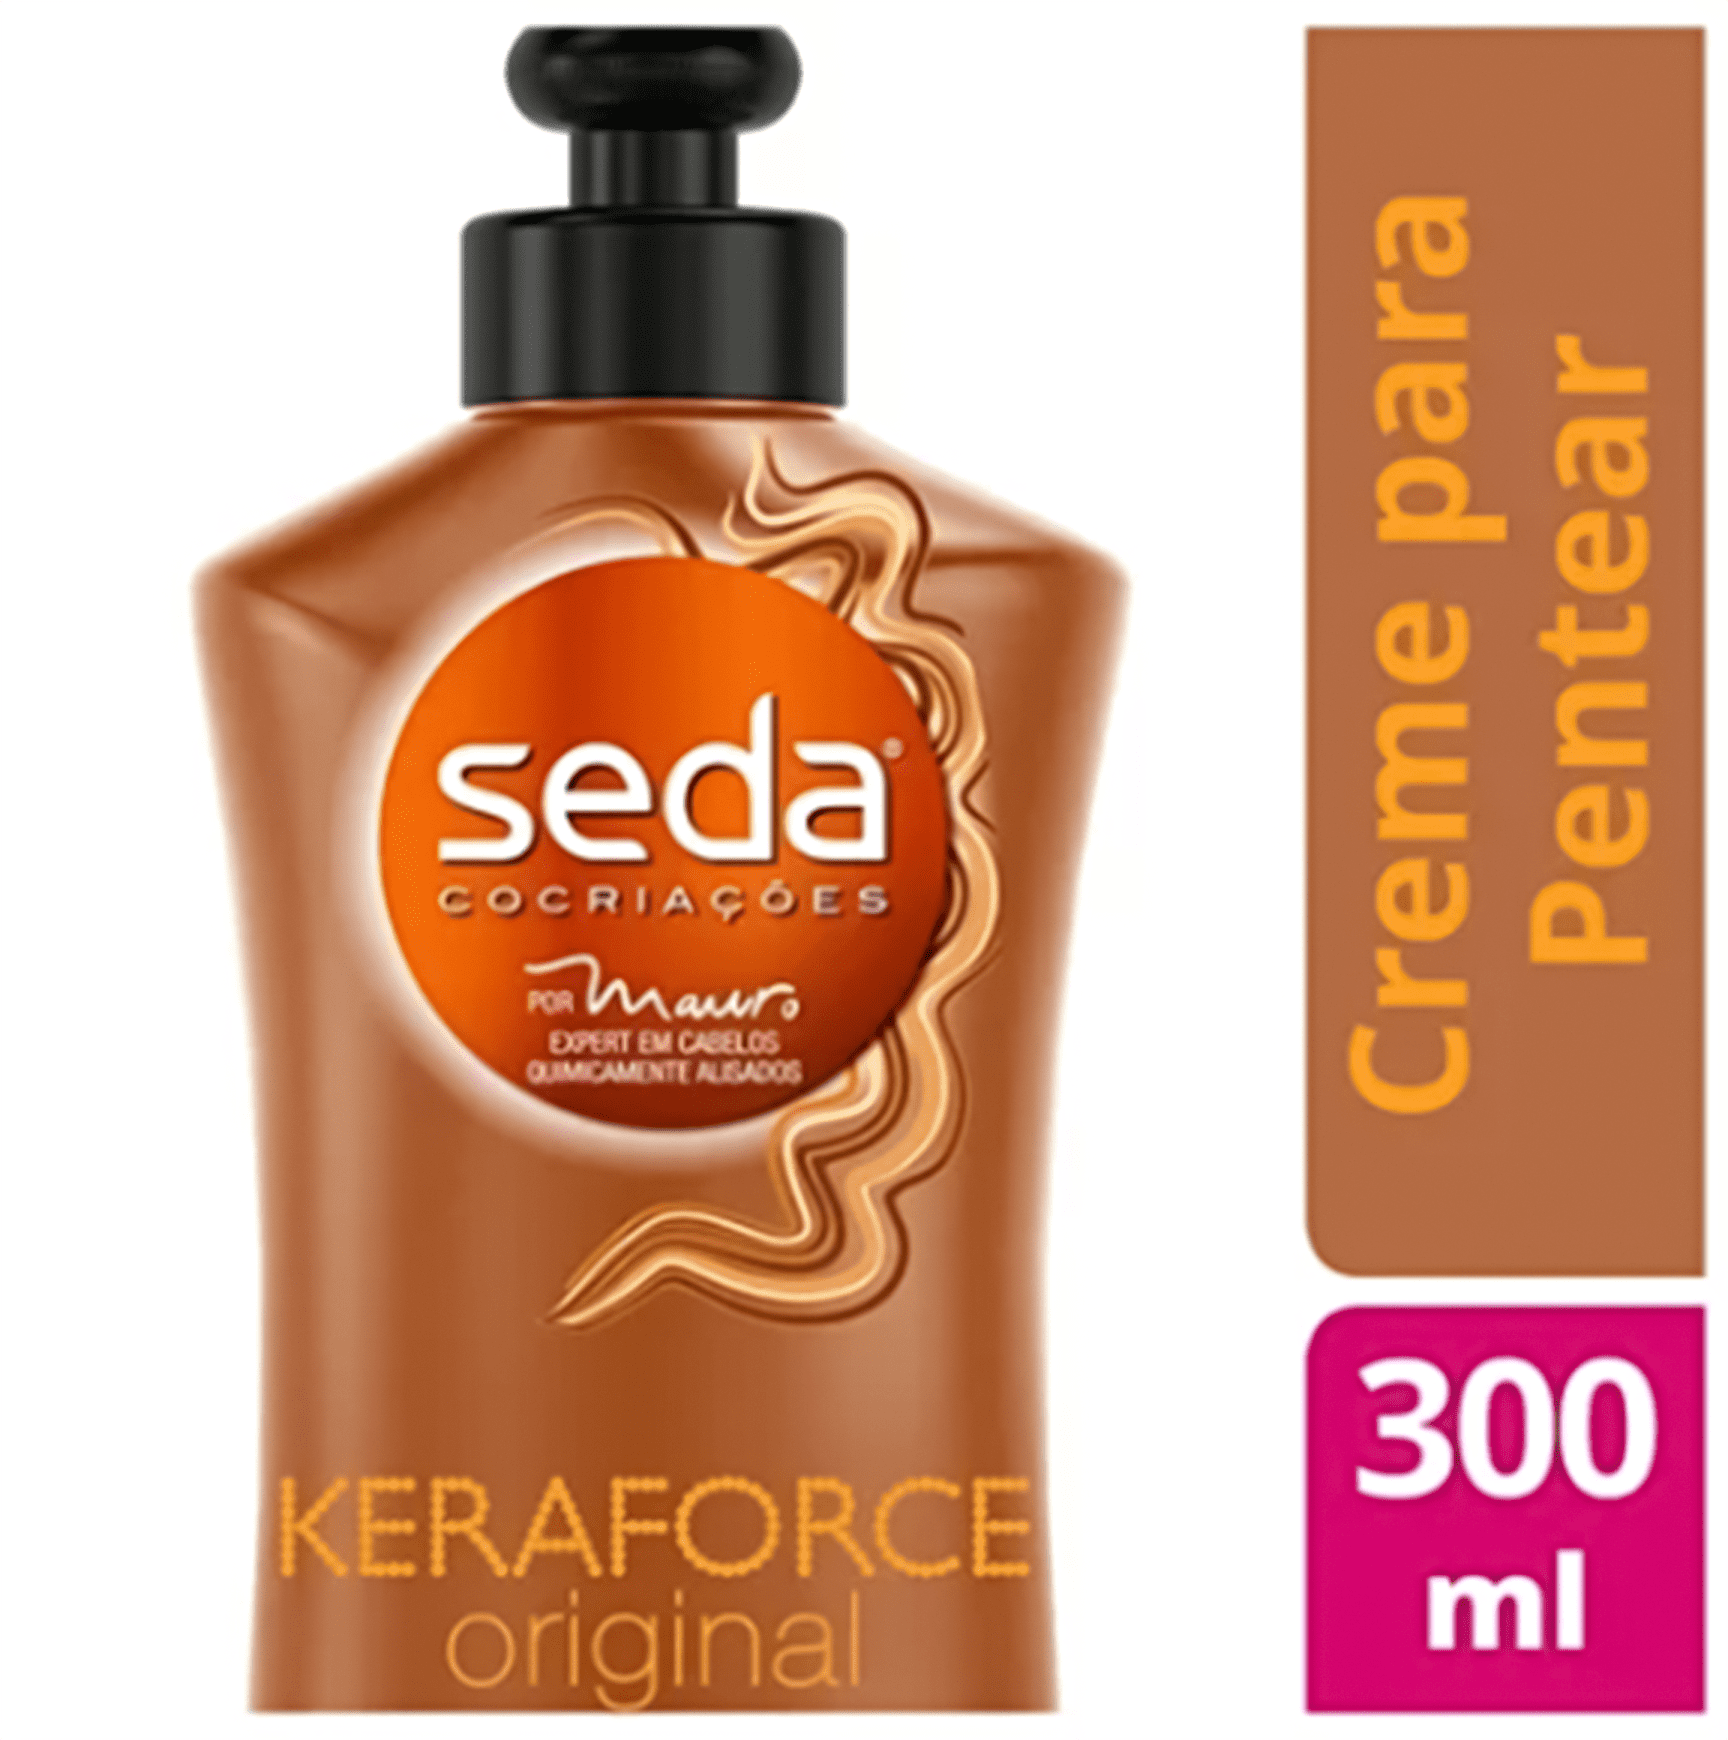 seda®
COCRIAÇÕES
POR Mauro
EXPERT EM CABELOS
QUIMICAMENTE ALISADOS
KERAFORCE
original
Creme para
Pentear
300
ml